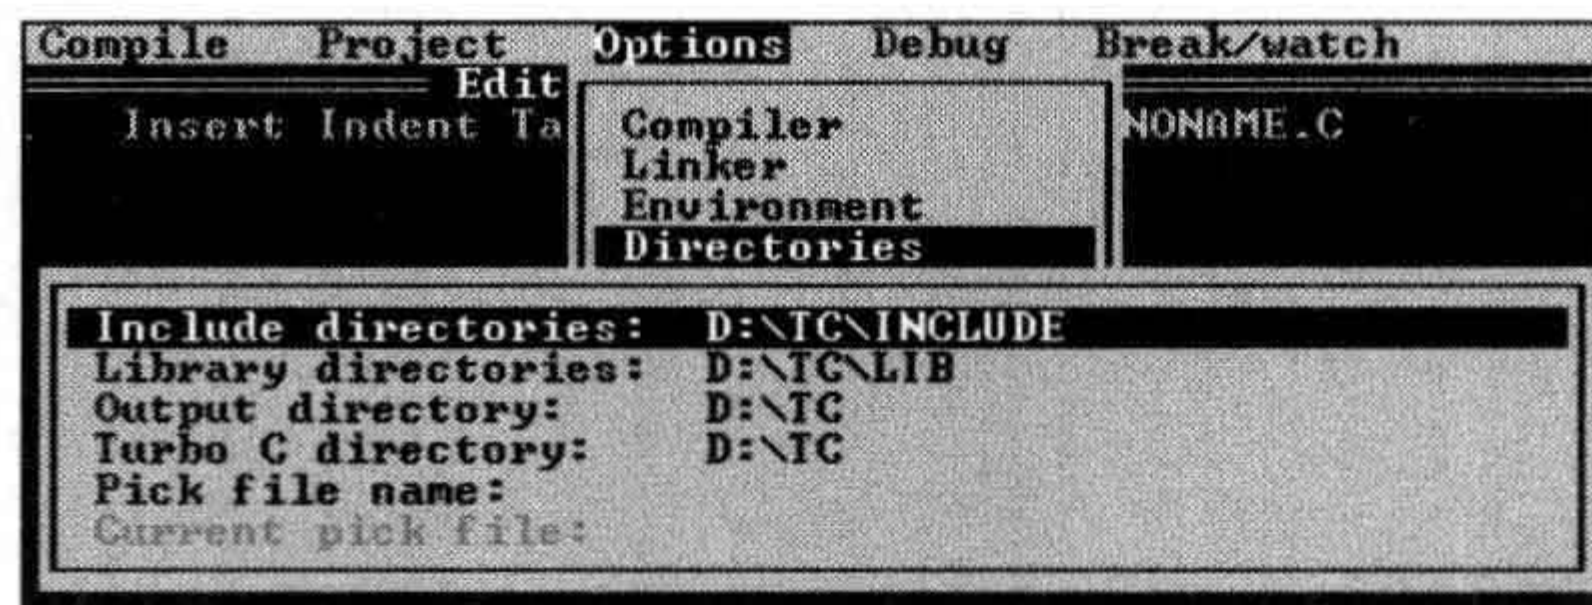 Compile Project Options Debug Break/watch
Edit
Insert Indent Ta NONAME.C
Compiler
Linker
Environment
Directories
Include directories: D:\TC\INCLUDE
Library directories: D:\TC\LIB
Output directory: D:\TC
Turbo C directory: D:\TC
Pick file name:
Current pick file: